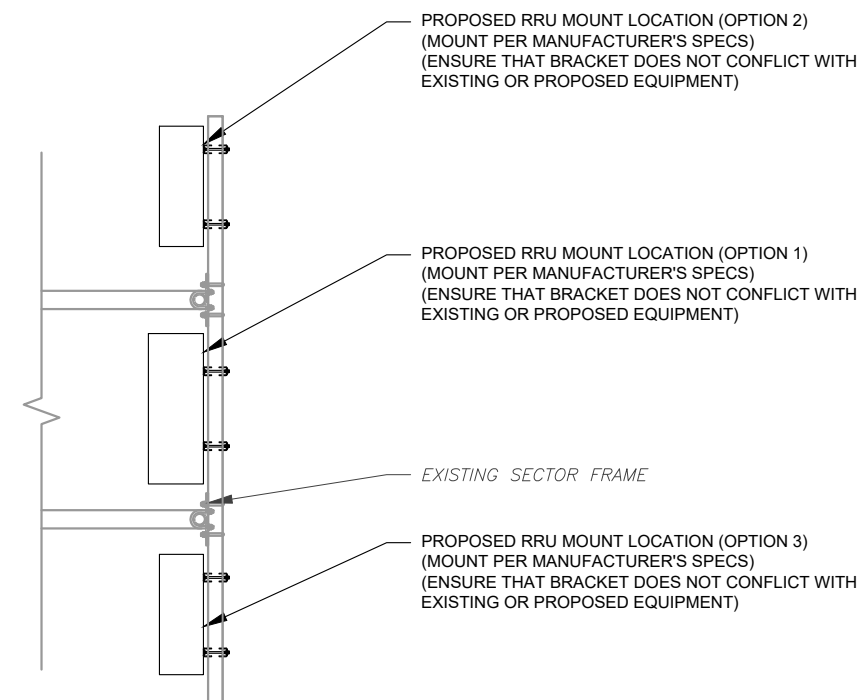 PROPOSED RRU MOUNT LOCATION (OPTION 2)
(MOUNT PER MANUFACTURER'S SPECS)
(ENSURE THAT BRACKET DOES NOT CONFLICT WITH
EXISTING OR PROPOSED EQUIPMENT)
PROPOSED RRU MOUNT LOCATION (OPTION 1)
(MOUNT PER MANUFACTURER'S SPECS)
(ENSURE THAT BRACKET DOES NOT CONFLICT WITH
EXISTING OR PROPOSED EQUIPMENT)
EXISTING SECTOR FRAME
PROPOSED RRU MOUNT LOCATION (OPTION 3)
(MOUNT PER MANUFACTURER'S SPECS)
(ENSURE THAT BRACKET DOES NOT CONFLICT WITH
EXISTING OR PROPOSED EQUIPMENT)